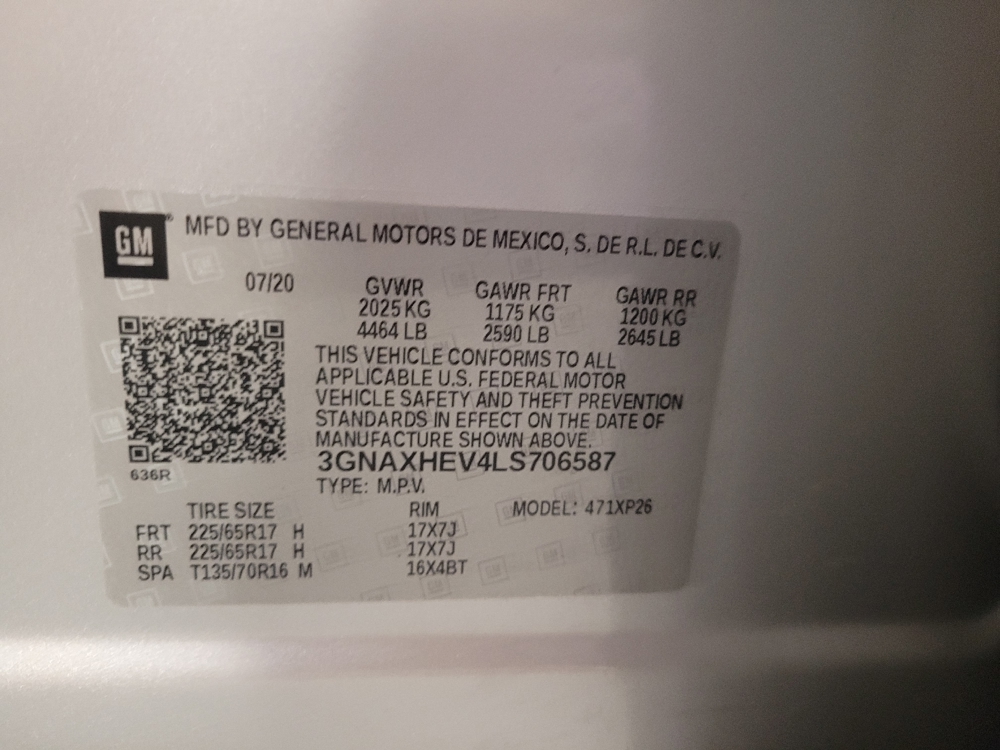 GM MFD BY GENERAL MOTORS DE MEXICO, S. DE R.L. DE C.V.
07/20 GVWR GAWR FRT GAWR RR
2025 KG 1175 KG 1200 KG
4464 LB 2590 LB 2645 LB
THIS VEHICLE CONFORMS TO ALL
APPLICABLE U.S. FEDERAL MOTOR
VEHICLE SAFETY AND THEFT PREVENTION
STANDARDS IN EFFECT ON THE DATE OF
MANUFACTURE SHOWN ABOVE.
3GNAXHEV4LS706587
636R
TYPE: M.P.V.
TIRE SIZE RIM MODEL: 471XP26
FRT 225/65R17 H 17X7J
RR 225/65R17 H 17X7J
SPA T135/70R16 M 16X4BT